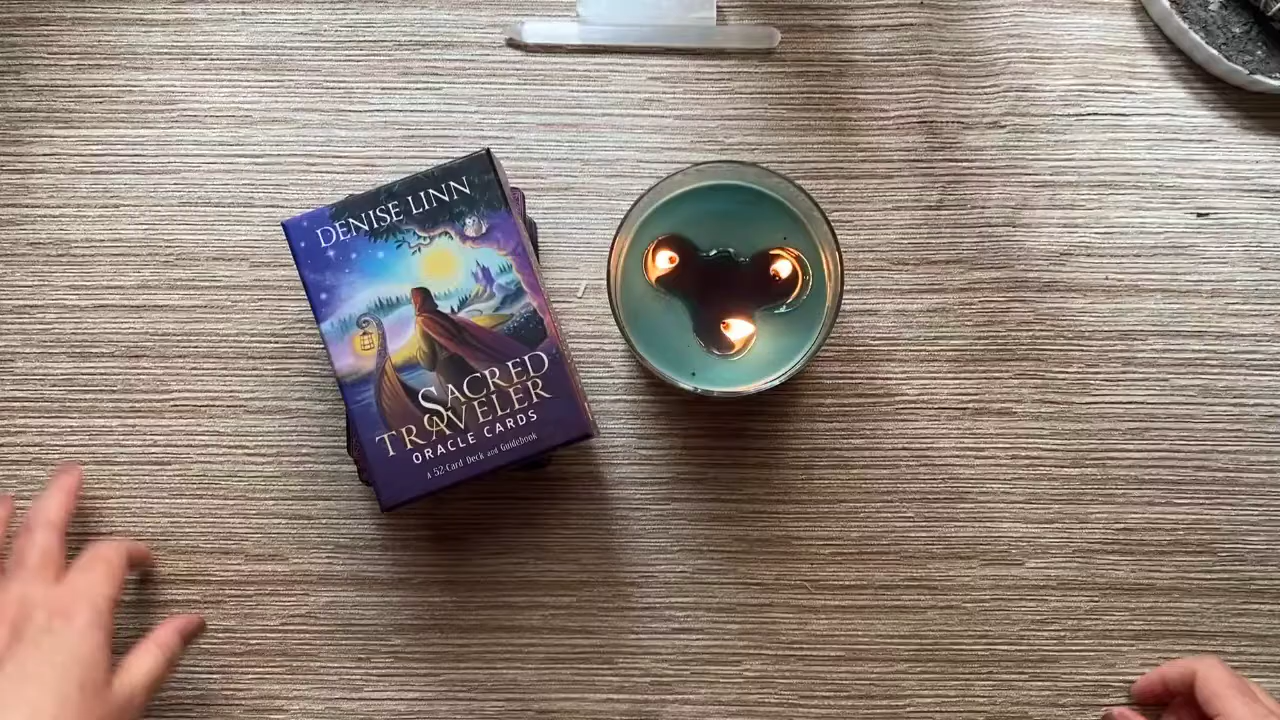 DENISE LINN
SACRED
TRAVELER
ORACLE CARDS
A 52-Card Deck and Guidebook